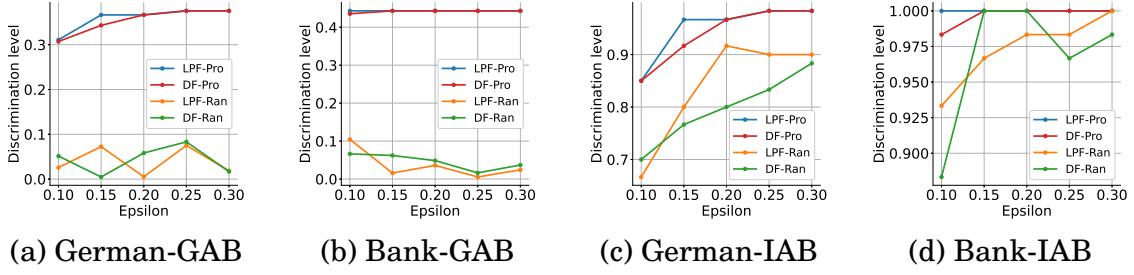 Discrimination level
0.3
0.2
0.1
0.0
LPF-Pro
DF-Pro
LPF-Ran
DF-Ran
0.10 0.15 0.20 0.25 0.30
Epsilon
(a) German-GAB
Discrimination level
0.4
0.3
0.2
0.1
0.0
LPF-Pro
DF-Pro
LPF-Ran
DF-Ran
0.10 0.15 0.20 0.25 0.30
Epsilon
(b) Bank-GAB
Discrimination level
0.9
0.8
0.7
LPF-Pro
DF-Pro
LPF-Ran
DF-Ran
0.10 0.15 0.20 0.25 0.30
Epsilon
(c) German-IAB
Discrimination level
1.000
0.975
0.950
0.925
0.900
LPF-Pro
DF-Pro
LPF-Ran
DF-Ran
0.10 0.15 0.20 0.25 0.30
Epsilon
(d) Bank-IAB